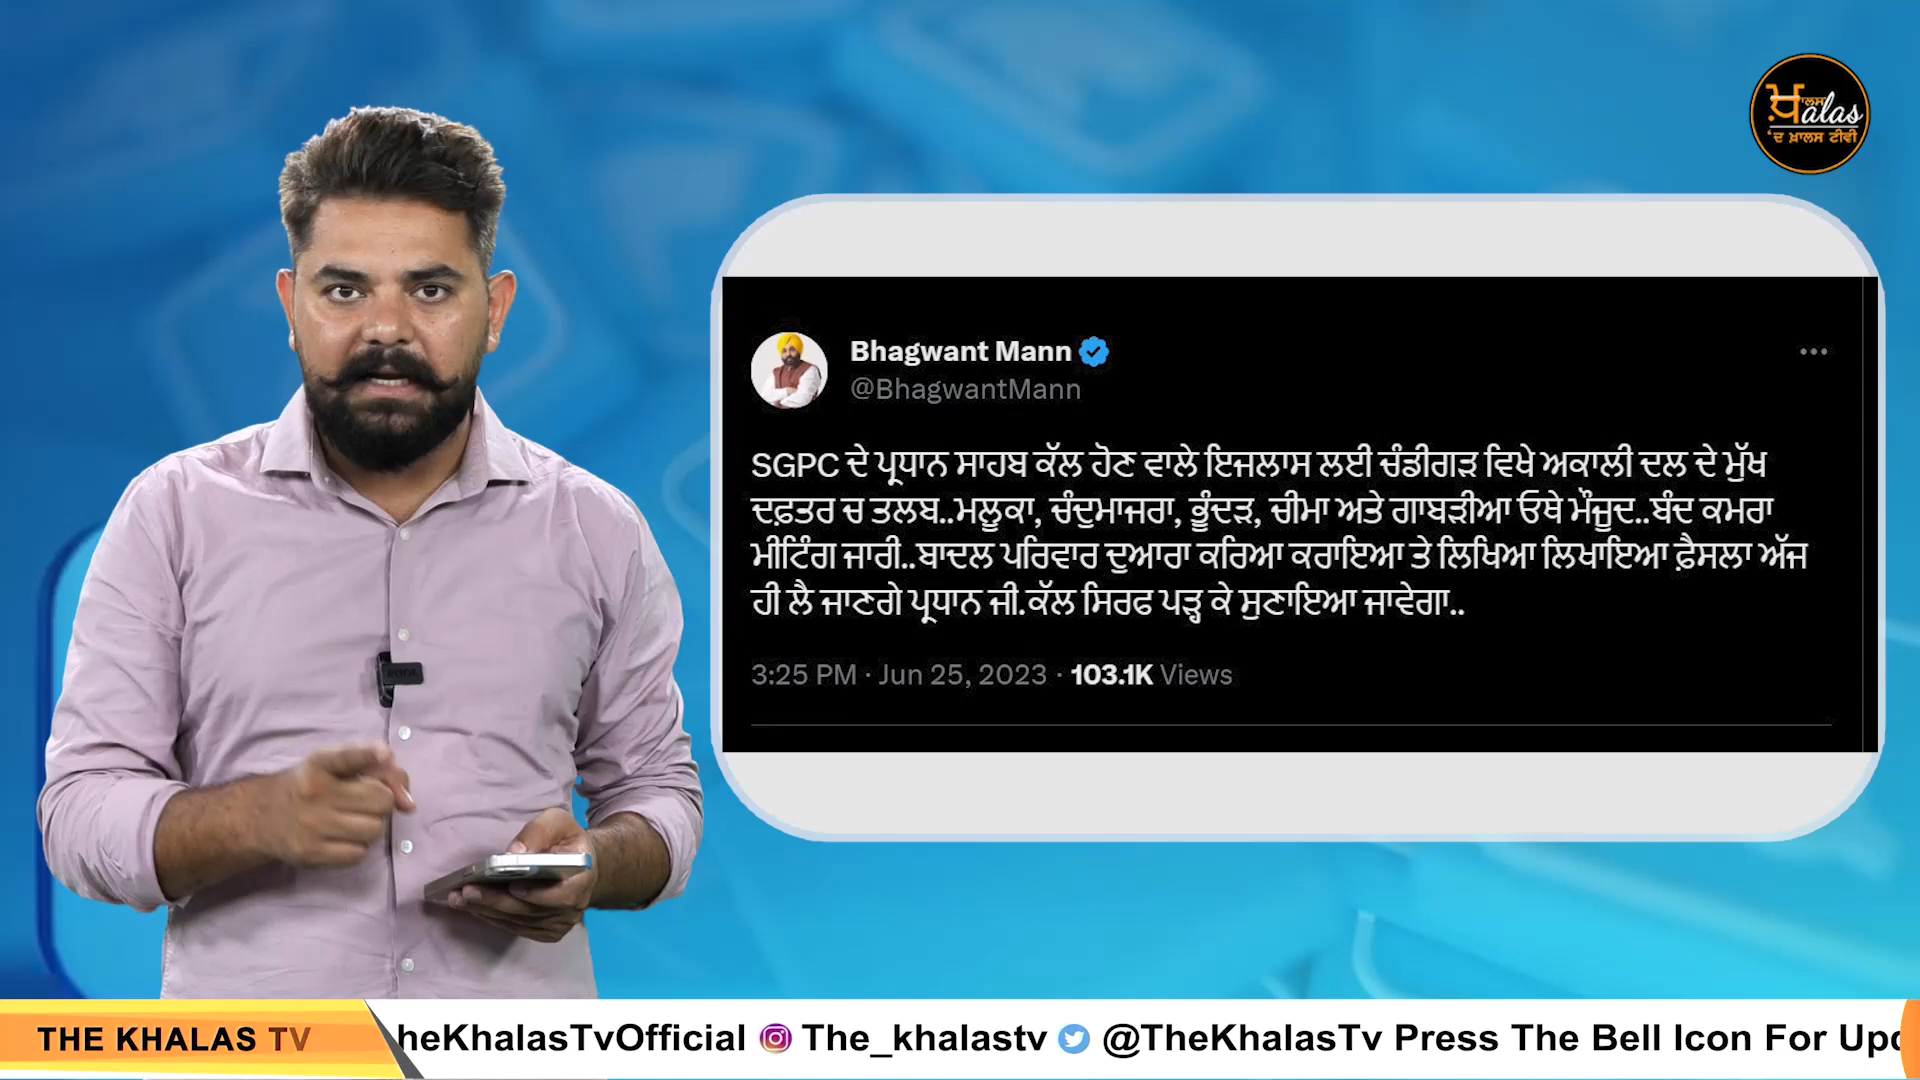 ਖ਼ਾਲਸ alas
'ਦ ਖ਼ਾਲਸ ਟੀਵੀ
Bhagwant Mann
@BhagwantMann
SGPC ਦੇ ਪ੍ਰਧਾਨ ਸਾਹਬ ਕੱਲ ਹੋਣ ਵਾਲੇ ਇਜਲਾਸ ਲਈ ਚੰਡੀਗੜ ਵਿਖੇ ਅਕਾਲੀ ਦਲ ਦੇ ਮੁੱਖ
ਦਫ਼ਤਰ ਚ ਤਲਬ..ਮਲੂਕਾ, ਚੰਦੂਮਾਜਰਾ, ਭੂੰਦੜ, ਚੀਮਾ ਅਤੇ ਗਾਬੜੀਆ ਓਥੇ ਮੌਜੂਦ..ਬੰਦ ਕਮਰਾ
ਮੀਟਿੰਗ ਜਾਰੀ..ਬਾਦਲ ਪਰਿਵਾਰ ਦੁਆਰਾ ਕਰਿਆ ਕਰਾਇਆ ਤੇ ਲਿਖਿਆ ਲਿਖਾਇਆ ਫ਼ੈਸਲਾ ਅੱਜ
ਹੀ ਲੈ ਜਾਣਗੇ ਪ੍ਰਧਾਨ ਜੀ.ਕੱਲ ਸਿਰਫ ਪੜ੍ਹ ਕੇ ਸੁਣਾਇਆ ਜਾਵੇਗਾ..
3:25 PM · Jun 25, 2023 · 103.1K Views
THE KHALAS TV heKhalasTvOfficial The_khalastv @TheKhalasTv Press The Bell Icon For Upd